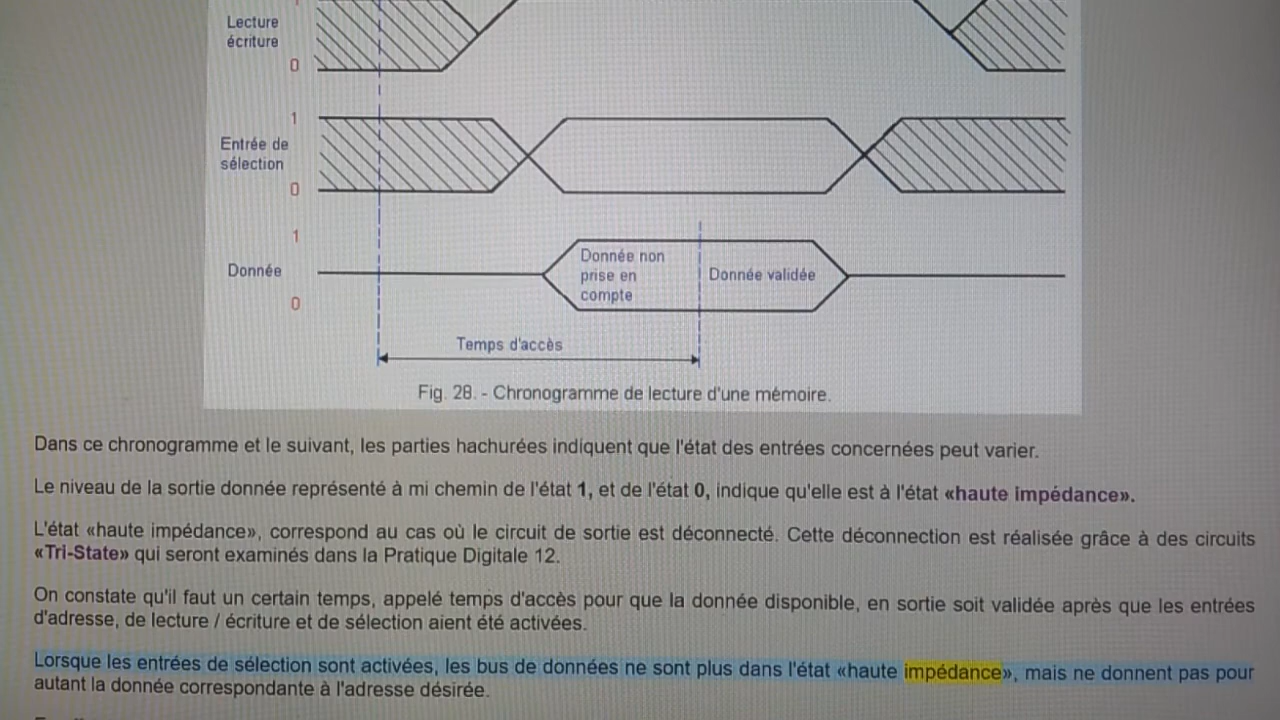 Lecture
écriture
0
1
Entrée de
sélection
0
1
Donnée
0
Donnée non
prise en
compte
Donnée validée
Temps d'accès
Fig. 28. - Chronogramme de lecture d'une mémoire.
Dans ce chronogramme et le suivant, les parties hachurées indiquent que l'état des entrées concernées peut varier.
Le niveau de la sortie donnée représenté à mi chemin de l'état 1, et de l'état 0, indique qu'elle est à l'état «haute impédance».
L'état «haute impédance», correspond au cas où le circuit de sortie est déconnecté. Cette déconnection est réalisée grâce à des circuits
«Tri-State» qui seront examinés dans la Pratique Digitale 12.
On constate qu'il faut un certain temps, appelé temps d'accès pour que la donnée disponible, en sortie soit validée après que les entrées
d'adresse, de lecture / écriture et de sélection aient été activées.
Lorsque les entrées de sélection sont activées, les bus de données ne sont plus dans l'état «haute impédance», mais ne donnent pas pour
autant la donnée correspondante à l'adresse désirée.